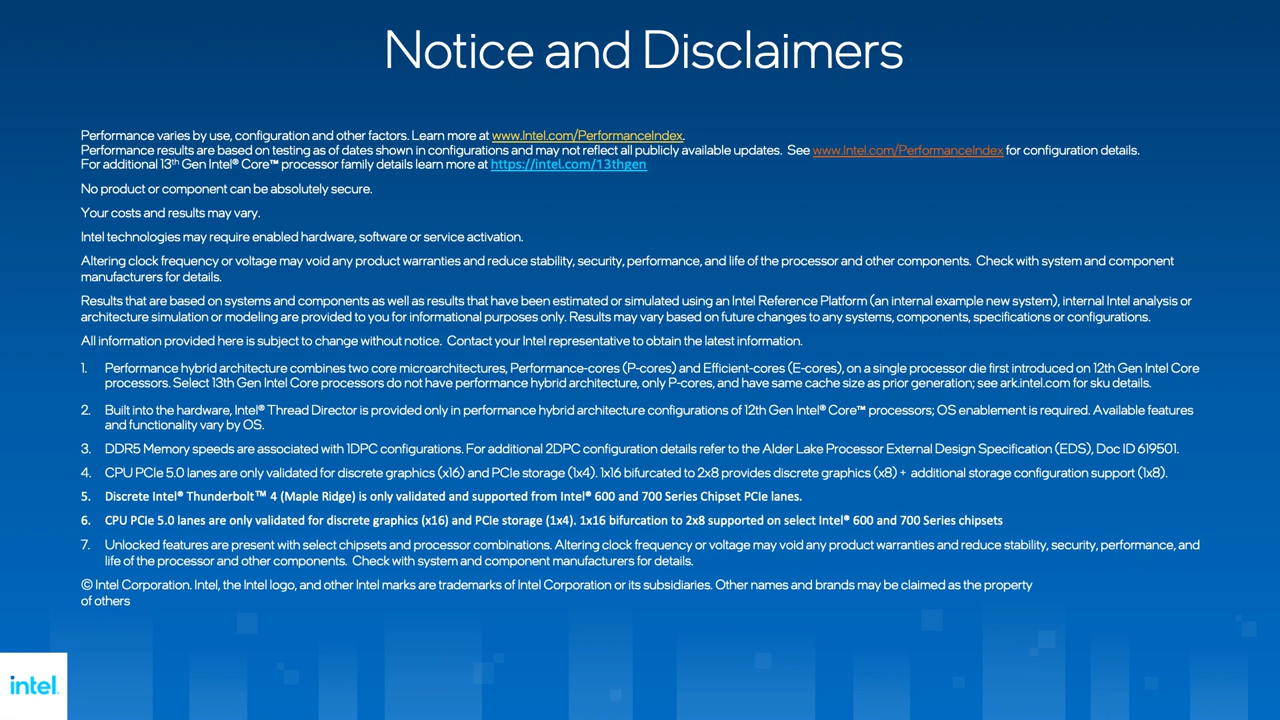 Notice and Disclaimers
Performance varies by use, configuration and other factors. Learn more at www.Intel.com/PerformanceIndex.
Performance results are based on testing as of dates shown in configurations and may not reflect all publicly available updates. See www.Intel.com/PerformanceIndex for configuration details.
For additional 13th Gen Intel® Core™ processor family details learn more at https://intel.com/13thgen
No product or component can be absolutely secure.
Your costs and results may vary.
Intel technologies may require enabled hardware, software or service activation.
Altering clock frequency or voltage may void any product warranties and reduce stability, security, performance, and life of the processor and other components. Check with system and component
manufacturers for details.
Results that are based on systems and components as well as results that have been estimated or simulated using an Intel Reference Platform (an internal example new system), internal Intel analysis or
architecture simulation or modeling are provided to you for informational purposes only. Results may vary based on future changes to any systems, components, specifications or configurations.
All information provided here is subject to change without notice. Contact your Intel representative to obtain the latest information.
1. Performance hybrid architecture combines two core microarchitectures, Performance-cores (P-cores) and Efficient-cores (E-cores), on a single processor die first introduced on 12th Gen Intel Core
processors. Select 13th Gen Intel Core processors do not have performance hybrid architecture, only P-cores, and have same cache size as prior generation; see ark.intel.com for sku details.
2. Built into the hardware, Intel® Thread Director is provided only in performance hybrid architecture configurations of 12th Gen Intel® Core™ processors; OS enablement is required. Available features
and functionality vary by OS.
3. DDR5 Memory speeds are associated with 1DPC configurations. For additional 2DPC configuration details refer to the Alder Lake Processor External Design Specification (EDS), Doc ID 619501.
4. CPU PCIe 5.0 lanes are only validated for discrete graphics (x16) and PCIe storage (1x4). 1x16 bifurcated to 2x8 provides discrete graphics (x8) + additional storage configuration support (1x8).
5. Discrete Intel® Thunderbolt™ 4 (Maple Ridge) is only validated and supported from Intel® 600 and 700 Series Chipset PCIe lanes.
6. CPU PCIe 5.0 lanes are only validated for discrete graphics (x16) and PCIe storage (1x4). 1x16 bifurcation to 2x8 supported on select Intel® 600 and 700 Series chipsets
7. Unlocked features are present with select chipsets and processor combinations. Altering clock frequency or voltage may void any product warranties and reduce stability, security, performance, and
life of the processor and other components. Check with system and component manufacturers for details.
© Intel Corporation. Intel, the Intel logo, and other Intel marks are trademarks of Intel Corporation or its subsidiaries. Other names and brands may be claimed as the property
of others
intel.